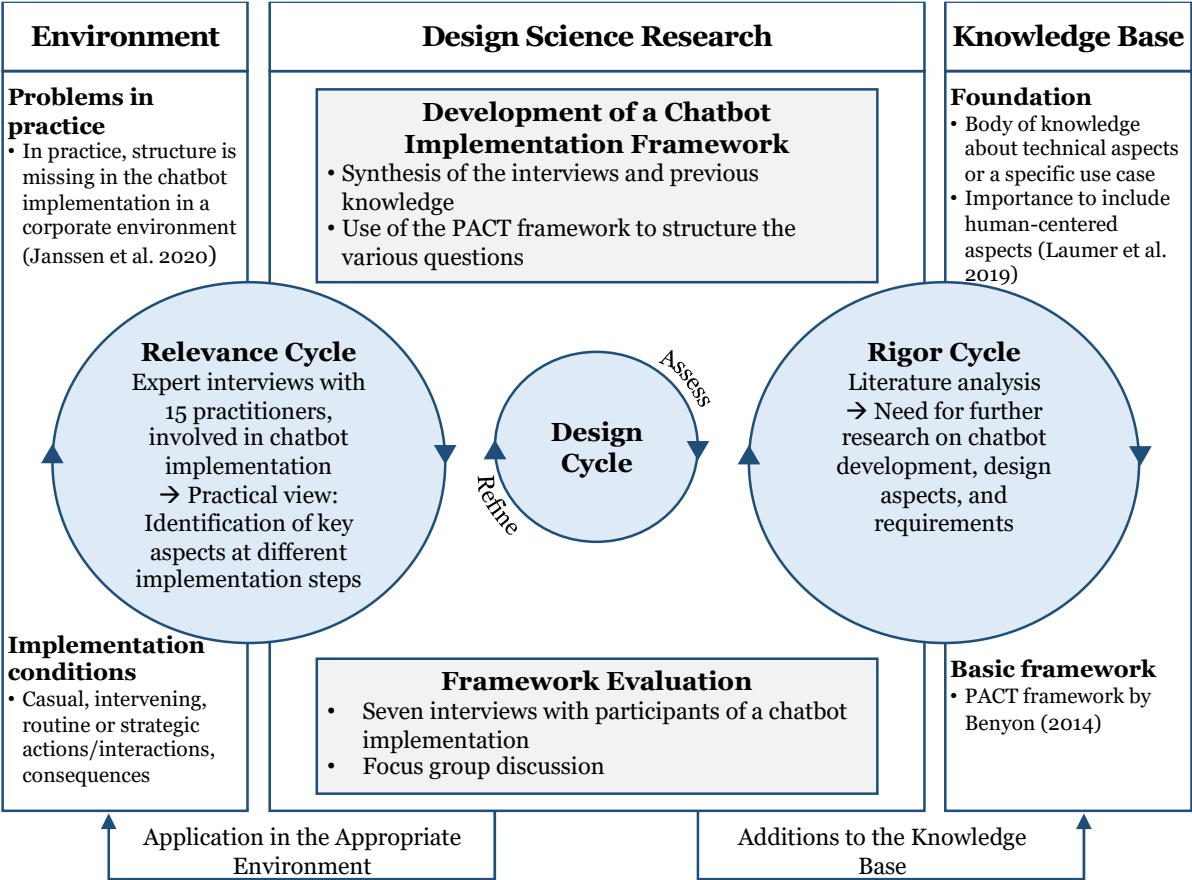 Environment
Design Science Research
Knowledge Base
Problems in
practice
• In practice, structure is
missing in the chatbot
implementation in a
corporate environment
(Janssen et al. 2020)
Development of a Chatbot
Implementation Framework
• Synthesis of the interviews and previous
knowledge
• Use of the PACT framework to structure the
various questions
Foundation
• Body of knowledge
about technical aspects
or a specific use case
• Importance to include
human-centered
aspects (Laumer et al.
2019)
Relevance Cycle
Expert interviews with
15 practitioners,
involved in chatbot
implementation
→ Practical view:
Identification of key
aspects at different
implementation steps
Assess
Design
Cycle
Refine
Rigor Cycle
Literature analysis
→ Need for further
research on chatbot
development, design
aspects, and
requirements
Implementation
conditions
• Casual, intervening,
routine or strategic
actions/interactions,
consequences
Framework Evaluation
• Seven interviews with participants of a chatbot
implementation
• Focus group discussion
Basic framework
• PACT framework by
Benyon (2014)
Application in the Appropriate
Environment
Additions to the Knowledge
Base